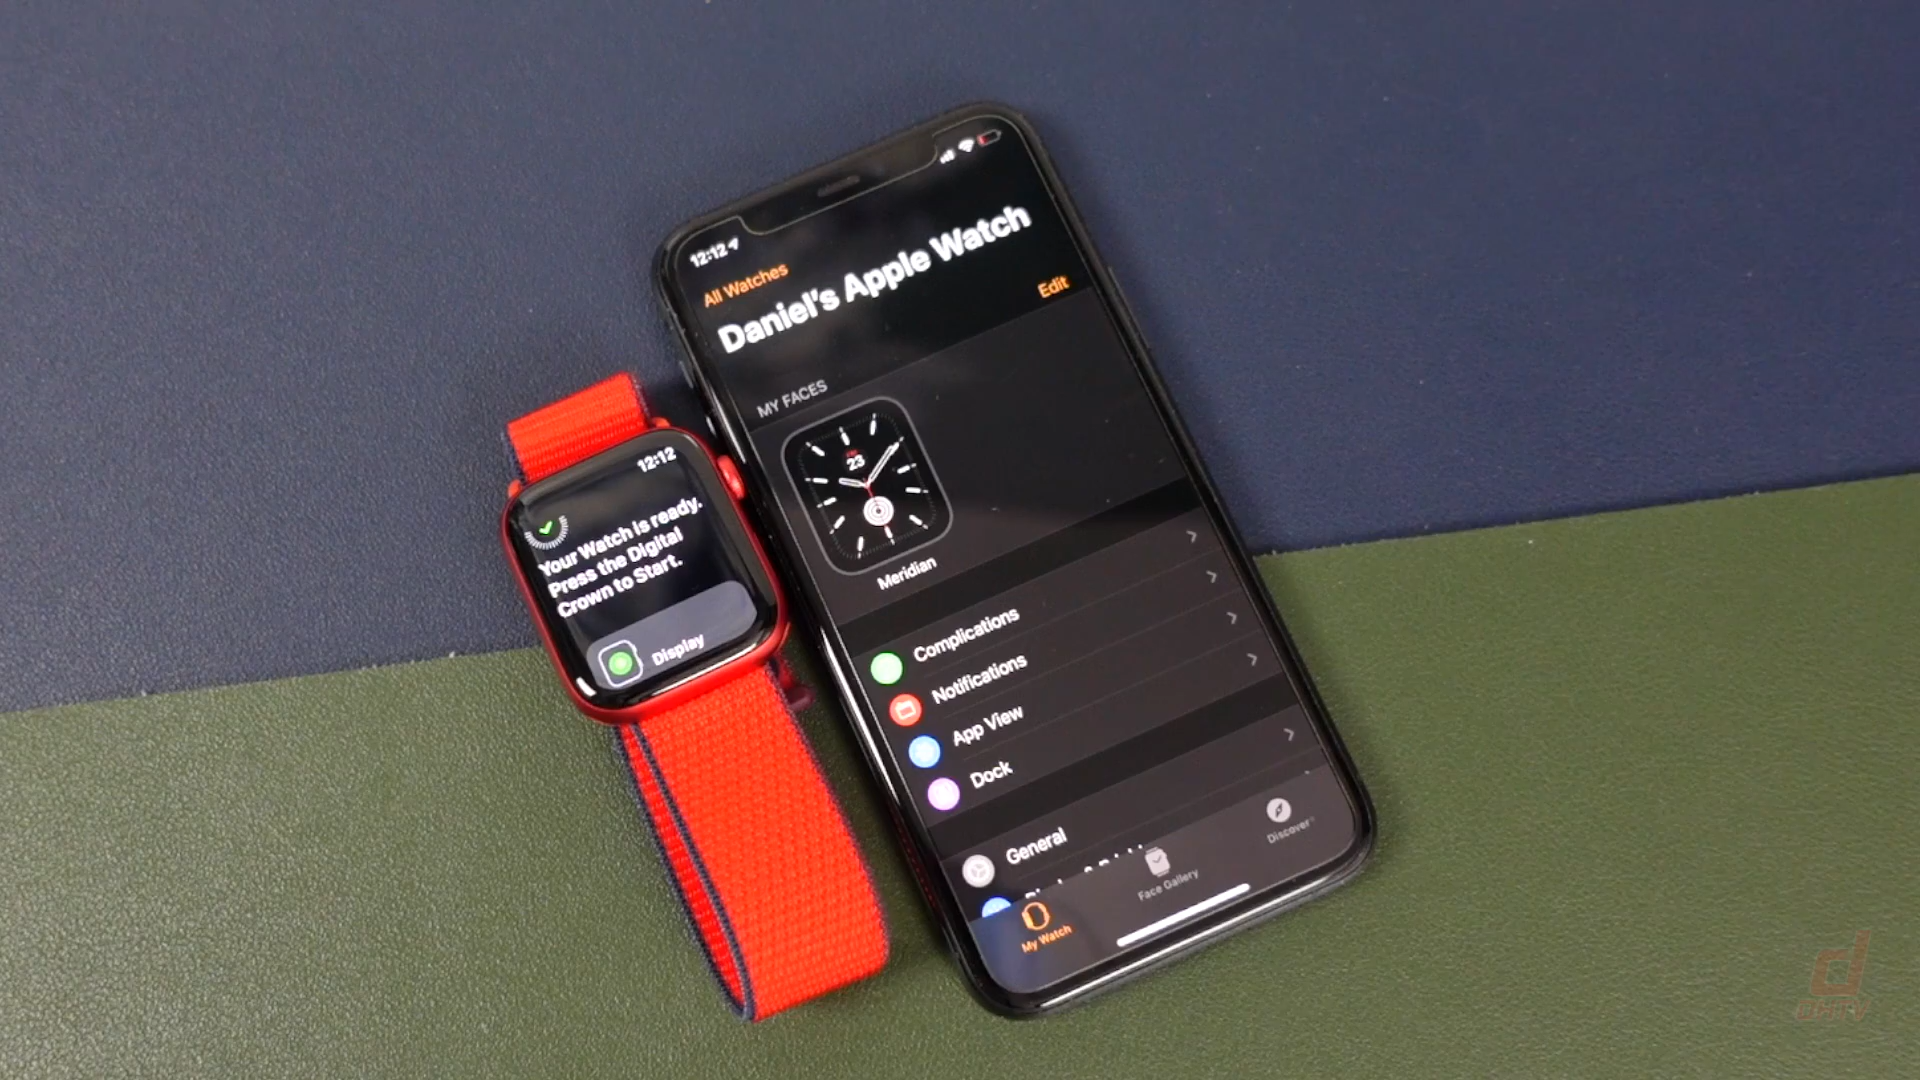 12:12
All Watches
Daniel's Apple Watch
Edit
MY FACES
23
Meridian
Complications
Notifications
App View
Dock
General
My Watch
Face Gallery
Discover
12:12
Your Watch is ready.
Press the Digital
Crown to Start.
Display